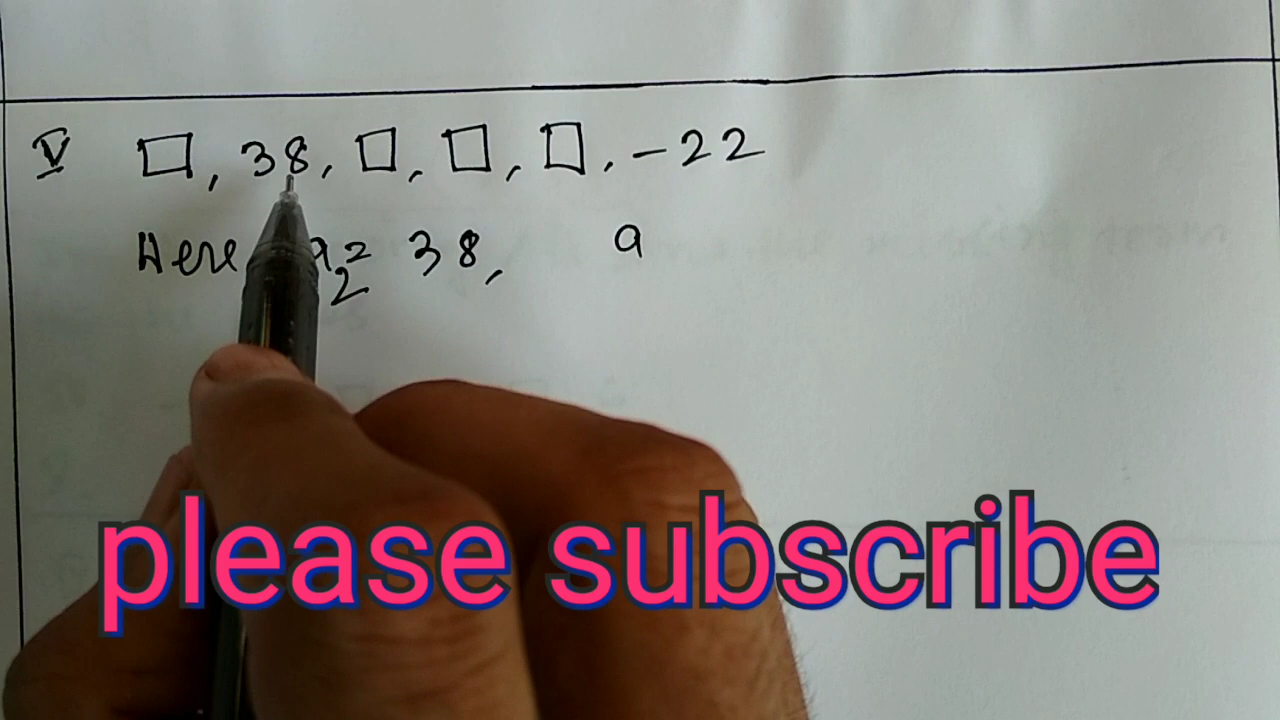 V □, 38, □, □, □, -22
Here a₂ = 38, a
please subscribe